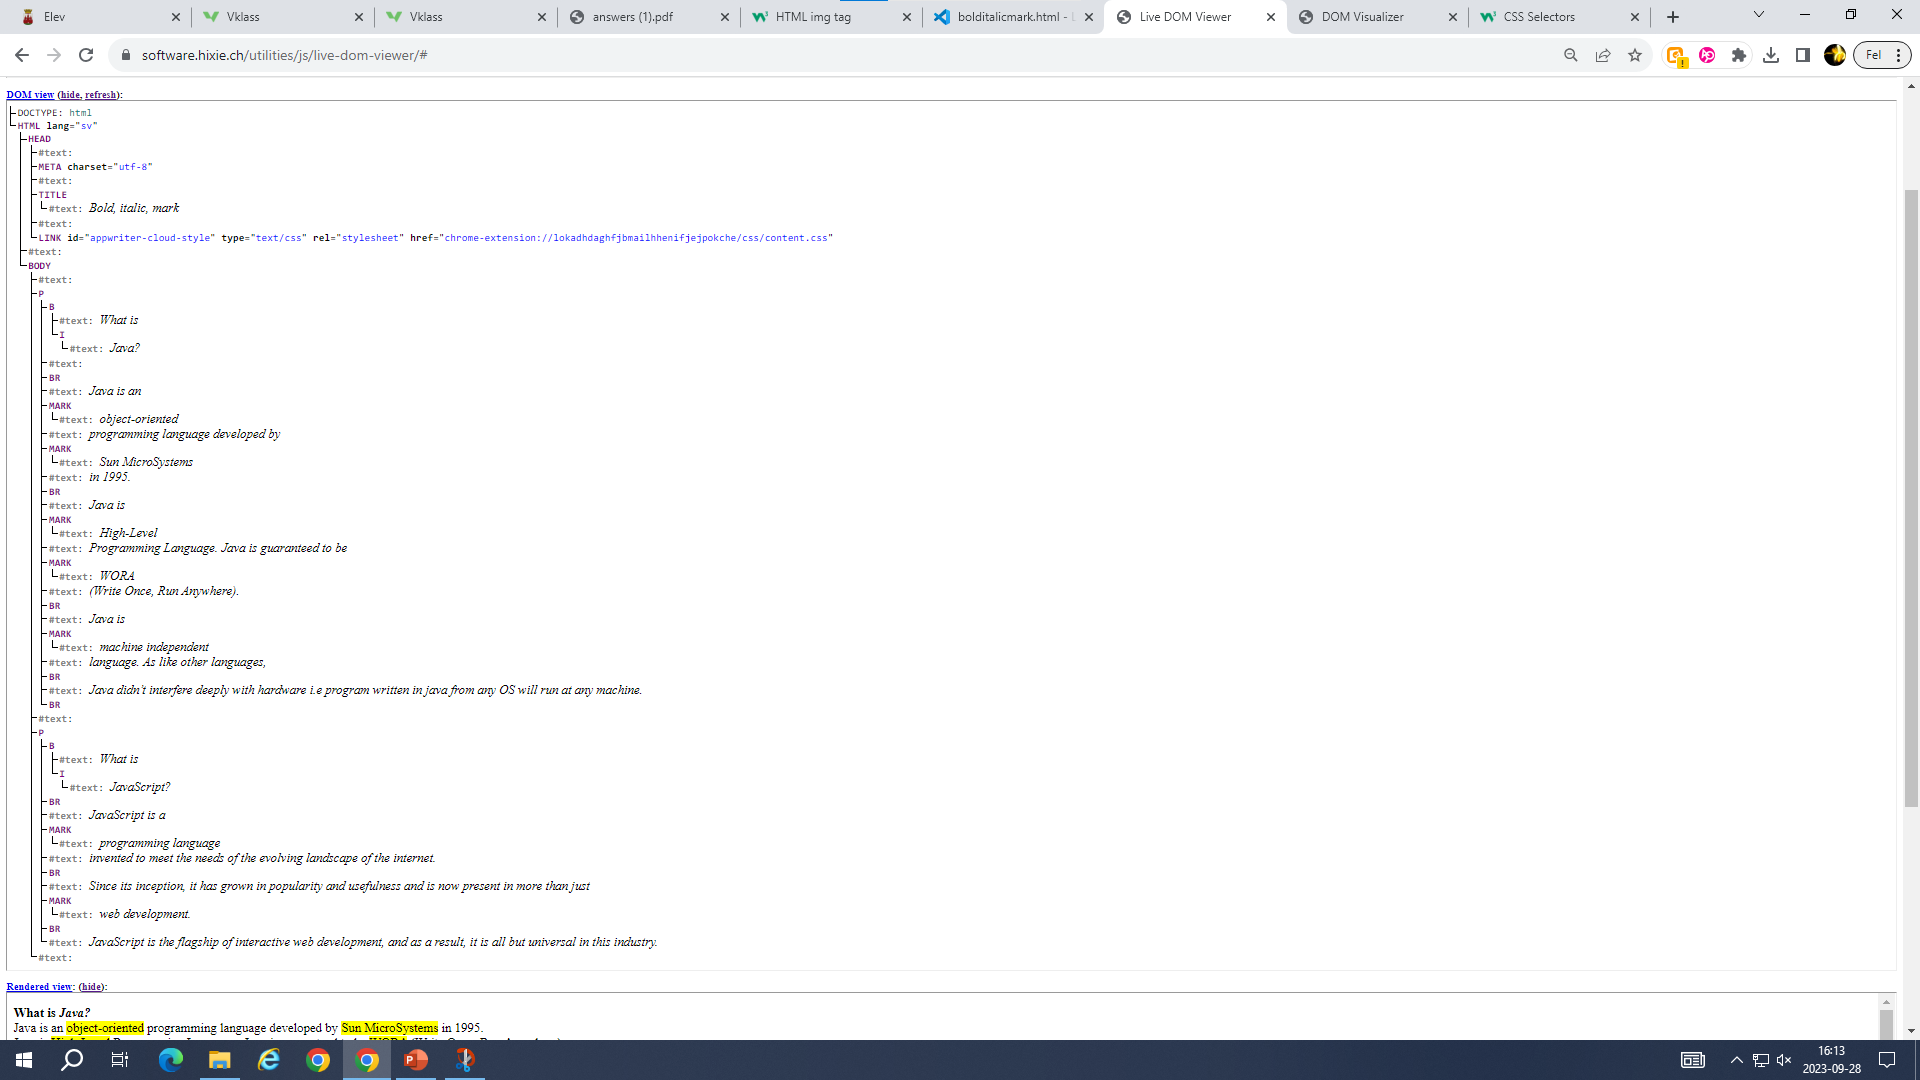 Elev
Vklass
Vklass
answers (1).pdf
HTML img tag
bolditalicmark.html -
Live DOM Viewer
DOM Visualizer
CSS Selectors
software.hixie.ch/utilities/js/live-dom-viewer/#
Fel
DOM view (hide, refresh):
DOCTYPE: html
HTML lang="sv"
HEAD
#text:
META charset="utf-8"
#text:
TITLE
#text: Bold, italic, mark
#text:
LINK id="appwriter-cloud-style" type="text/css" rel="stylesheet" href="chrome-extension://lokadhdaghfjbmailhhenifjejpokche/css/content.css"
#text:
BODY
#text:
P
B
#text: What is
I
#text: Java?
#text:
BR
#text: Java is an
MARK
#text: object-oriented
#text: programming language developed by
MARK
#text: Sun MicroSystems
#text: in 1995.
BR
#text: Java is
MARK
#text: High-Level
#text: Programming Language. Java is guaranteed to be
MARK
#text: WORA
#text: (Write Once, Run Anywhere).
BR
#text: Java is
MARK
#text: machine independent
#text: language. As like other languages,
BR
#text: Java didn't interfere deeply with hardware i.e program written in java from any OS will run at any machine.
BR
#text:
P
B
#text: What is
I
#text: JavaScript?
BR
#text: JavaScript is a
MARK
#text: programming language
#text: invented to meet the needs of the evolving landscape of the internet.
BR
#text: Since its inception, it has grown in popularity and usefulness and is now present in more than just
MARK
#text: web development.
BR
#text: JavaScript is the flagship of interactive web development, and as a result, it is all but universal in this industry.
#text:
Rendered view: (hide):
What is Java?
Java is an object-oriented programming language developed by Sun MicroSystems in 1995.
16:13
2023-09-28